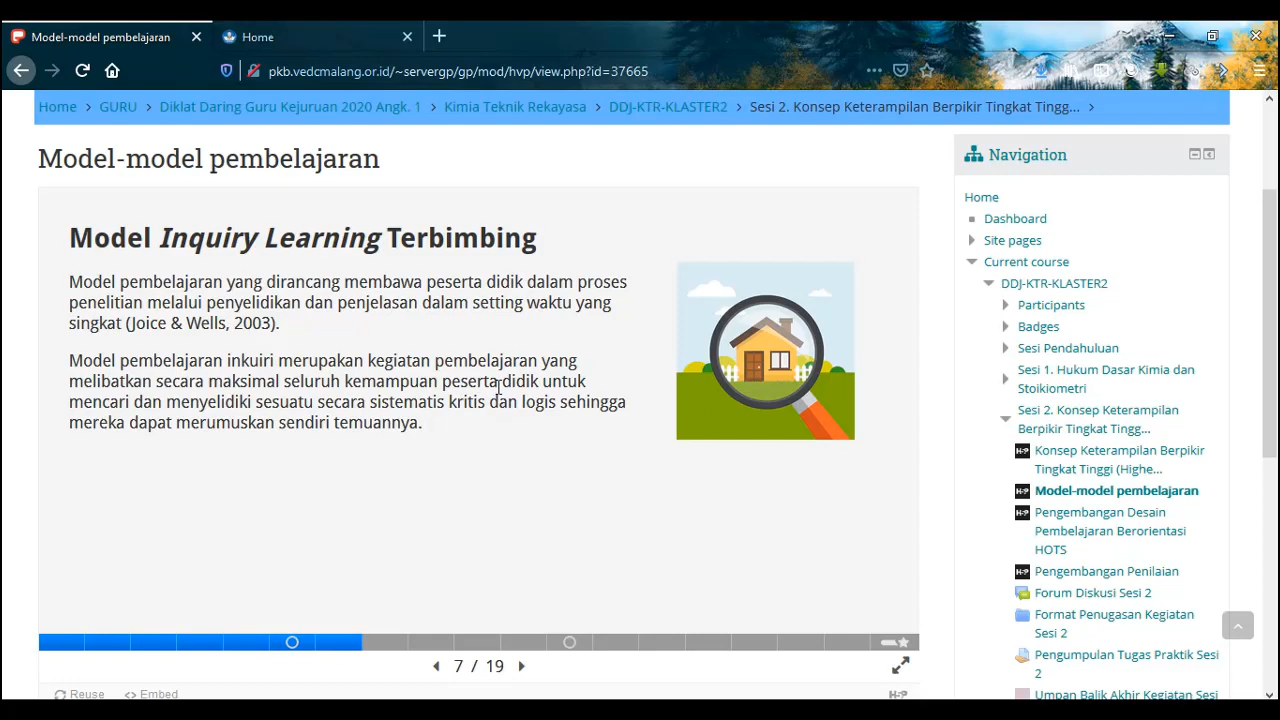 Model-model pembelajaran
Home
pkb.vedcmalang.or.id/~servergp/gp/mod/hvp/view.php?id=37665
Home > GURU > Diklat Daring Guru Kejuruan 2020 Angk. 1 > Kimia Teknik Rekayasa > DDJ-KTR-KLASTER2 > Sesi 2. Konsep Keterampilan Berpikir Tingkat Tingg... >
Model-model pembelajaran
Model Inquiry Learning Terbimbing
Model pembelajaran yang dirancang membawa peserta didik dalam proses
penelitian melalui penyelidikan dan penjelasan dalam setting waktu yang
singkat (Joice & Wells, 2003).
Model pembelajaran inkuiri merupakan kegiatan pembelajaran yang
melibatkan secara maksimal seluruh kemampuan peserta didik untuk
mencari dan menyelidiki sesuatu secara sistematis kritis dan logis sehingga
mereka dapat merumuskan sendiri temuannya.
7 / 19
Reuse <> Embed
H-P
Navigation
Home
Dashboard
Site pages
Current course
DDJ-KTR-KLASTER2
Participants
Badges
Sesi Pendahuluan
Sesi 1. Hukum Dasar Kimia dan
Stoikiometri
Sesi 2. Konsep Keterampilan
Berpikir Tingkat Tingg...
H-P Konsep Keterampilan Berpikir
Tingkat Tinggi (Highe...
H-P Model-model pembelajaran
H-P Pengembangan Desain
Pembelajaran Berorientasi
HOTS
H-P Pengembangan Penilaian
Forum Diskusi Sesi 2
Format Penugasan Kegiatan
Sesi 2
Pengumpulan Tugas Praktik Sesi
2
Umpan Balik Akhir Kegiatan Sesi